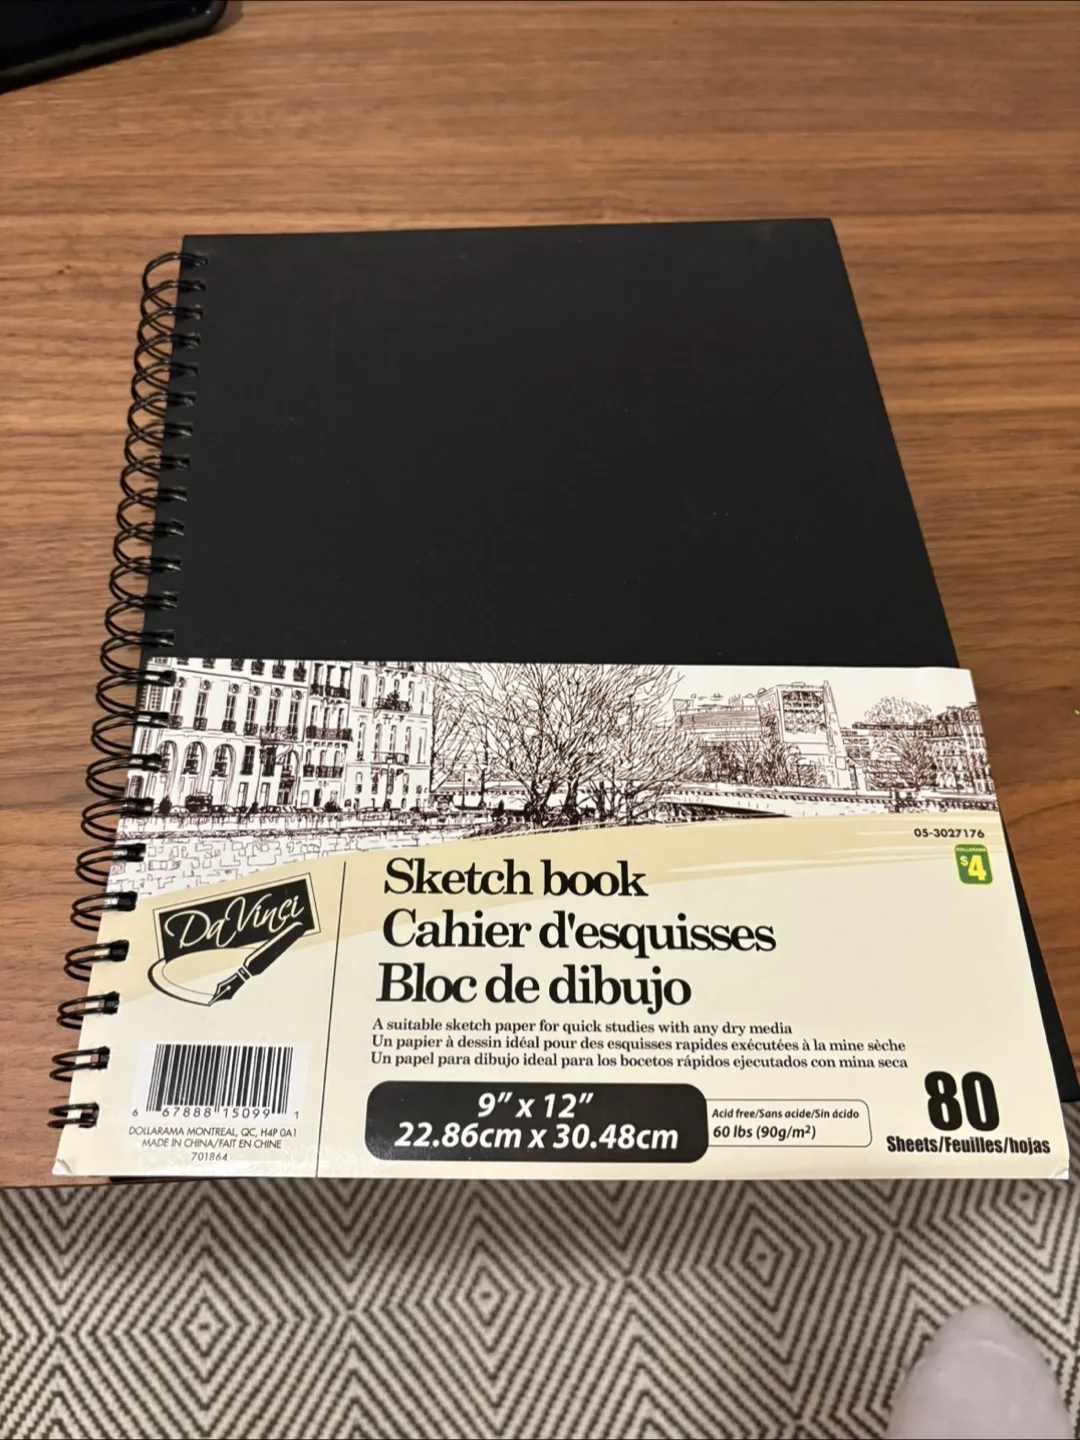 05-3027176
DOLLARAMA
$4
Sketch book
Cahier d'esquisses
Bloc de dibujo
DaVinci
A suitable sketch paper for quick studies with any dry media
Un papier à dessin idéal pour des esquisses rapides exécutées à la mine sèche
Un papel para dibujo ideal para los bocetos rápidos ejecutados con mina seca
9" x 12"
22.86cm x 30.48cm
Acid free/Sans acide/Sin ácido
60 lbs (90g/m²)
80
Sheets/Feuilles/hojas
6 67888 15099 1
DOLLARAMA MONTREAL, QC, H4P 0A1
MADE IN CHINA/FAIT EN CHINE
701864